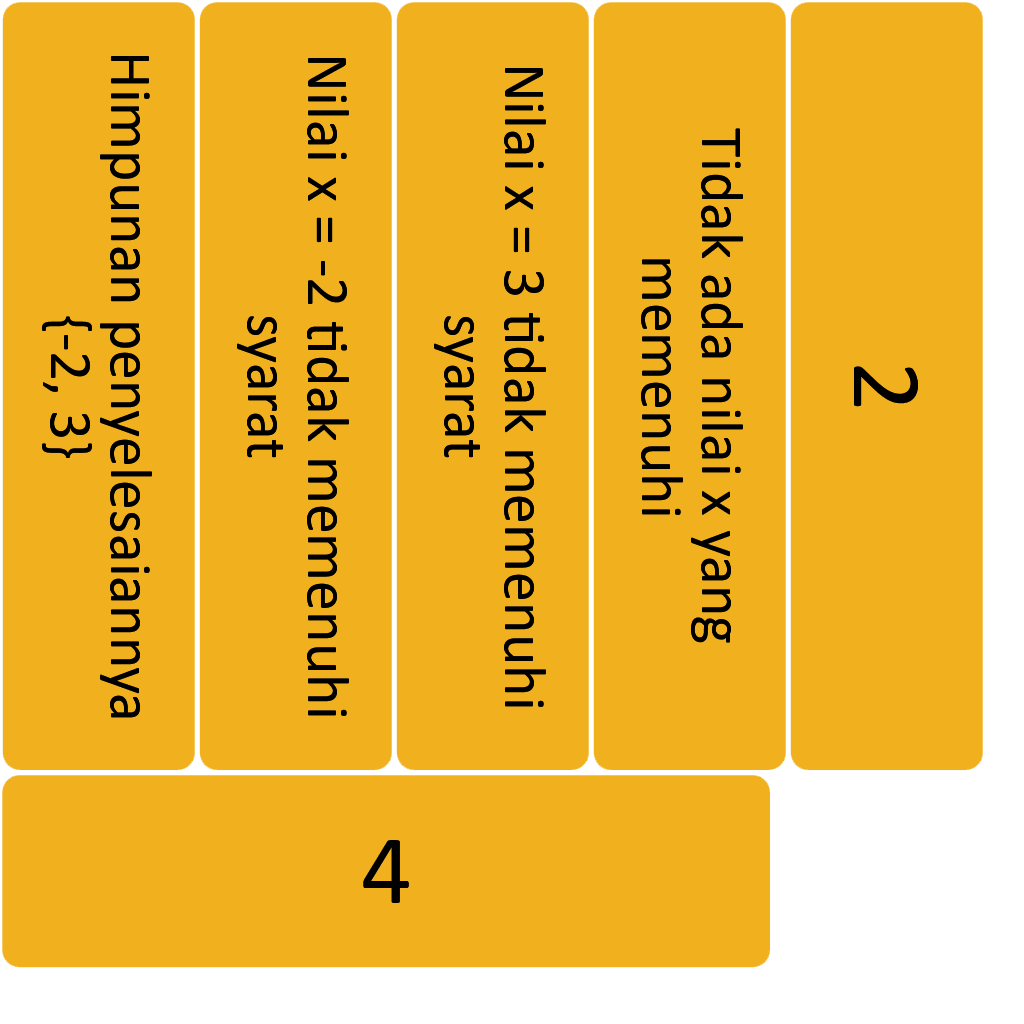 2
Tidak ada nilai x yang
memenuhi
Nilai x = 3 tidak memenuhi
syarat
Nilai x = -2 tidak memenuhi
syarat
Himpunan penyelesaiannya
{-2, 3}
4